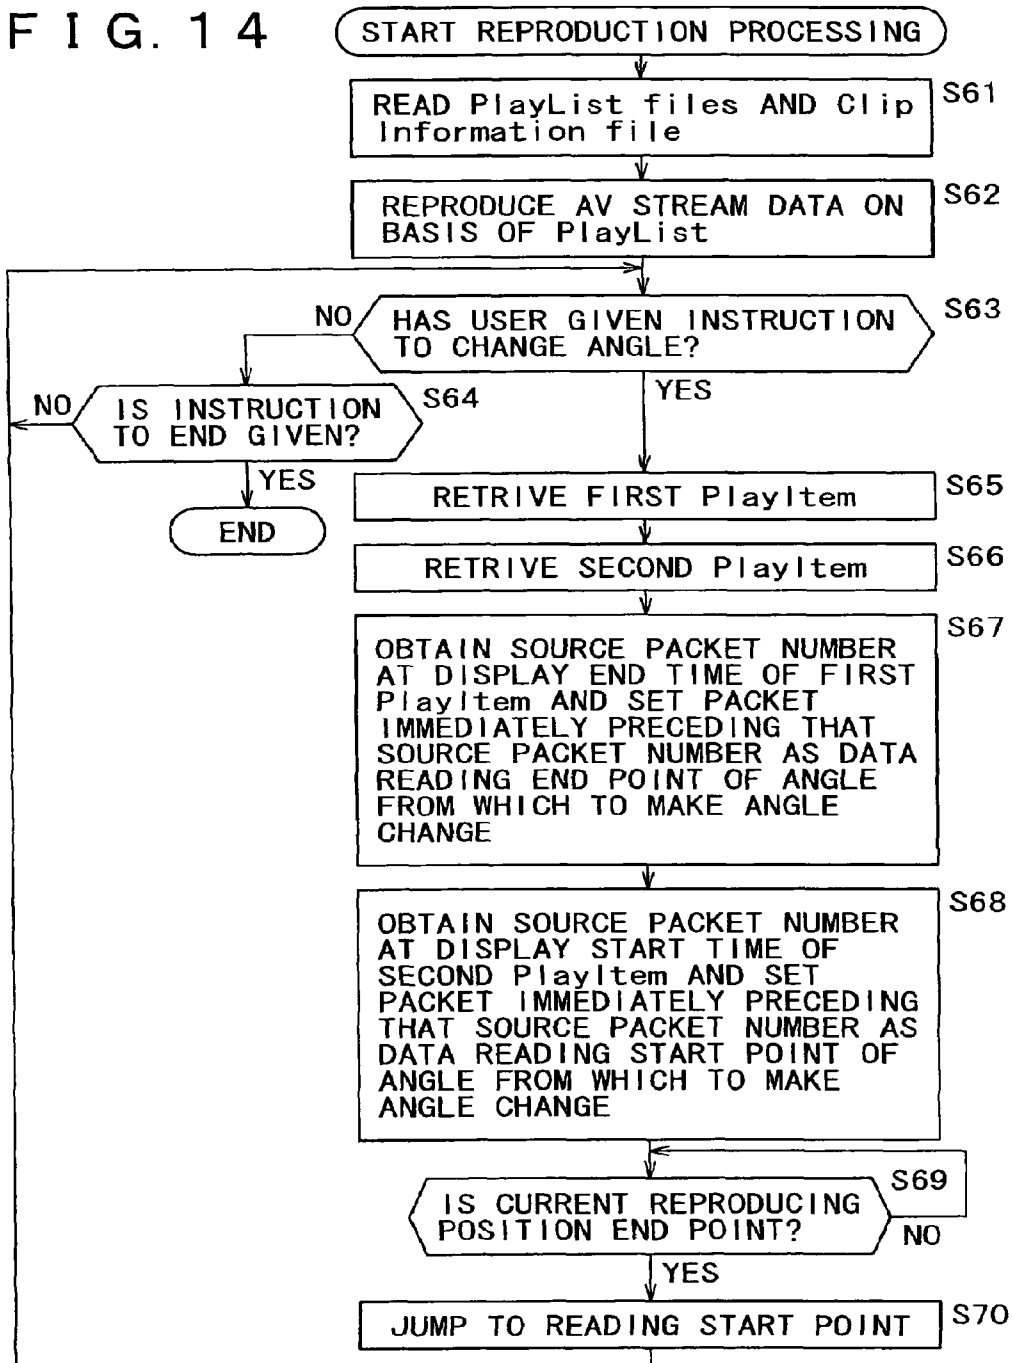 FIG. 14
START REPRODUCTION PROCESSING
S61
READ PlayList files AND Clip
Information file
S62
REPRODUCE AV STREAM DATA ON
BASIS OF PlayList
S63
NO
HAS USER GIVEN INSTRUCTION
TO CHANGE ANGLE?
YES
S64
NO
IS INSTRUCTION
TO END GIVEN?
YES
END
S65
RETRIVE FIRST PlayItem
S66
RETRIVE SECOND PlayItem
S67
OBTAIN SOURCE PACKET NUMBER
AT DISPLAY END TIME OF FIRST
PlayItem AND SET PACKET
IMMEDIATELY PRECEDING THAT
SOURCE PACKET NUMBER AS DATA
READING END POINT OF ANGLE
FROM WHICH TO MAKE ANGLE
CHANGE
S68
OBTAIN SOURCE PACKET NUMBER
AT DISPLAY START TIME OF
SECOND PlayItem AND SET
PACKET IMMEDIATELY PRECEDING
THAT SOURCE PACKET NUMBER AS
DATA READING START POINT OF
ANGLE FROM WHICH TO MAKE
ANGLE CHANGE
S69
IS CURRENT REPRODUCING
POSITION END POINT?
NO
YES
S70
JUMP TO READING START POINT